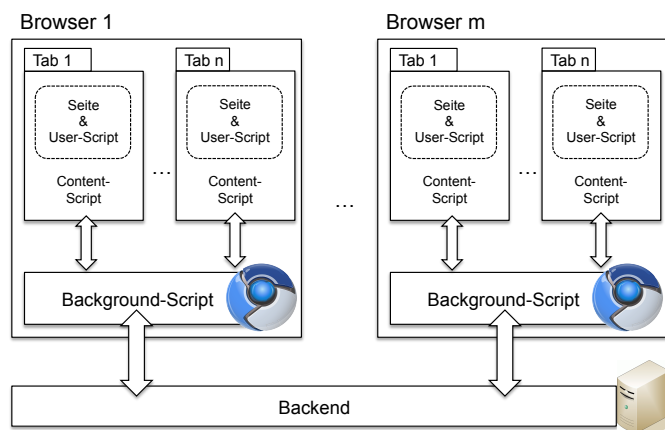 Browser 1
Browser m
Tab 1
Tab n
Tab 1
Tab n
Seite
&
User-Script
Seite
&
User-Script
Seite
&
User-Script
Seite
&
User-Script
Content-
Script
...
Content-
Script
...
Content-
Script
...
Content-
Script
Background-Script
Background-Script
Backend